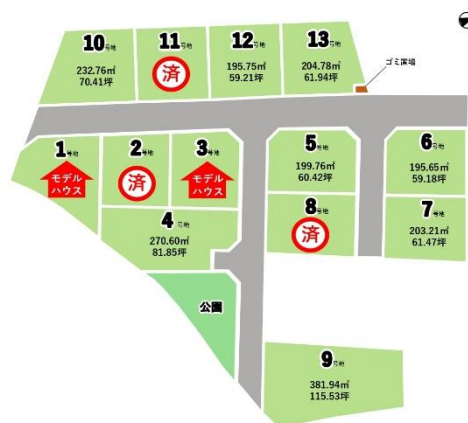 10号地
232.76㎡
70.41坪
11号地
済
12号地
195.75㎡
59.21坪
13号地
204.78㎡
61.94坪
ゴミ置場
1号地
モデル
ハウス
2号地
済
3号地
モデル
ハウス
4号地
270.60㎡
81.85坪
5号地
199.76㎡
60.42坪
6号地
195.65㎡
59.18坪
7号地
203.21㎡
61.47坪
8号地
済
公園
9号地
381.94㎡
115.53坪